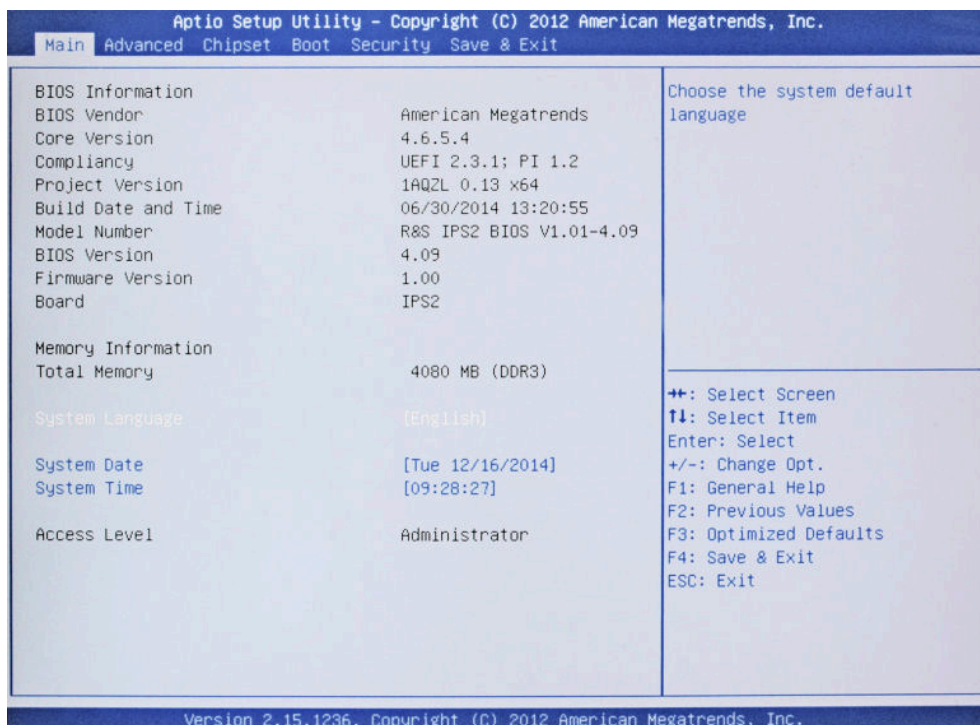 Aptio Setup Utility – Copyright (C) 2012 American Megatrends, Inc.
Main Advanced Chipset Boot Security Save & Exit
BIOS Information
BIOS Vendor American Megatrends
Core Version 4.6.5.4
Compliancy UEFI 2.3.1; PI 1.2
Project Version 1AQZL 0.13 x64
Build Date and Time 06/30/2014 13:20:55
Model Number R&S IPS2 BIOS V1.01-4.09
BIOS Version 4.09
Firmware Version 1.00
Board IPS2
Memory Information
Total Memory 4080 MB (DDR3)
System Language [English]
System Date [Tue 12/16/2014]
System Time [09:28:27]
Access Level Administrator
Choose the system default
language
→←: Select Screen
↑↓: Select Item
Enter: Select
+/-: Change Opt.
F1: General Help
F2: Previous Values
F3: Optimized Defaults
F4: Save & Exit
ESC: Exit
Version 2.15.1236. Copyright (C) 2012 American Megatrends, Inc.